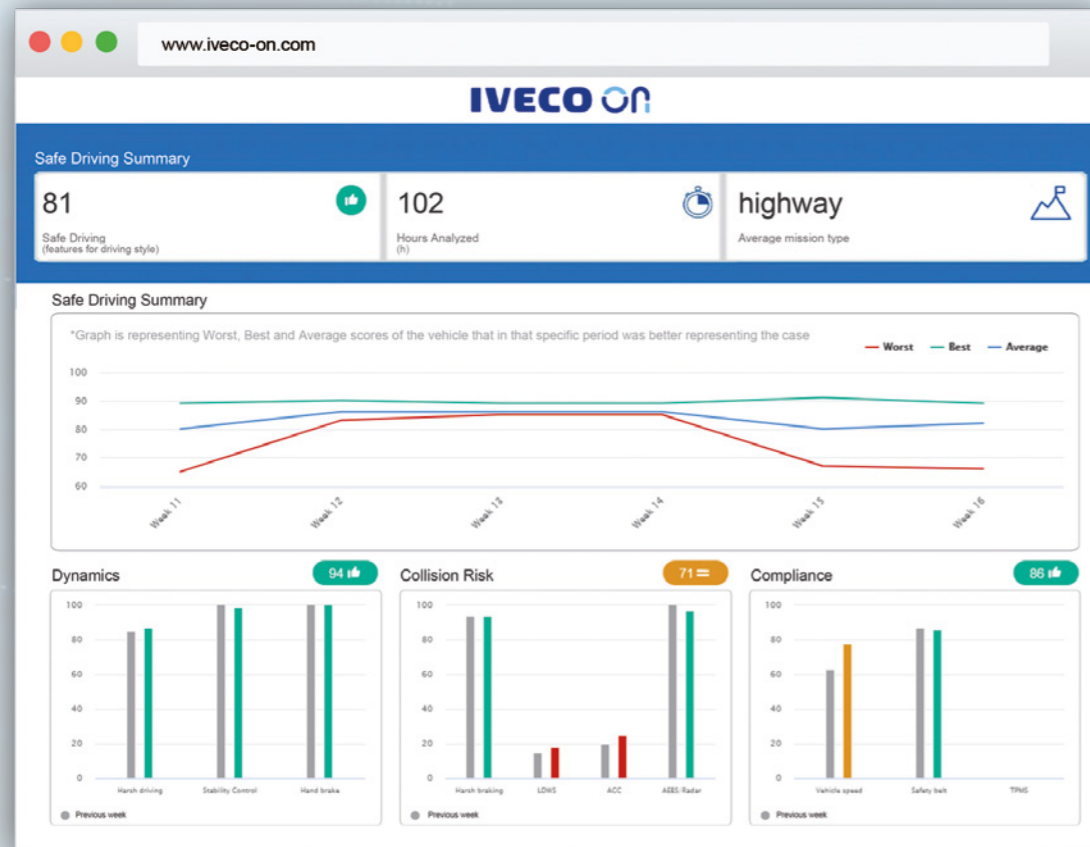 www.iveco-on.com
IVECO ON
Safe Driving Summary
81
Safe Driving
(features for driving style)
102
Hours Analyzed
(h)
highway
Average mission type
Safe Driving Summary
*Graph is representing Worst, Best and Average scores of the vehicle that in that specific period was better representing the case
Worst Best Average
100
90
80
70
60
Week 11 Week 12 Week 13 Week 14 Week 15 Week 16
Dynamics 94
100
80
60
40
20
0
Harsh driving Stability Control Hand brake
Previous week
Collision Risk 71
100
80
60
40
20
0
Harsh braking LDWS ACC AEBS/Radar
Previous week
Compliance 86
100
80
60
40
20
0
Vehicle speed Safety belt TPMS
Previous week